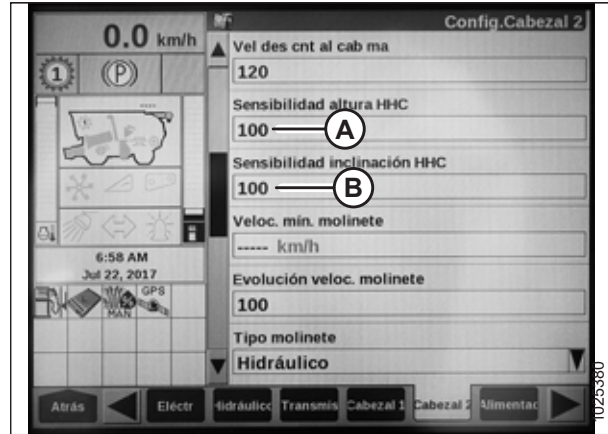 Config.Cabezal 2
0.0 km/h
1
(P)
Vel des cnt al cab ma
120
Sensibilidad altura HHC
100
A
Sensibilidad inclinación HHC
100
B
Veloc. mín. molinete
----- km/h
Evolución veloc. molinete
100
Tipo molinete
Hidráulico
6:58 AM
Jul 22, 2017
GPS
MAN
Atrás
Eléctr
Hidráulico
Transmis
Cabezal 1
Cabezal 2
Alimentac
1025380